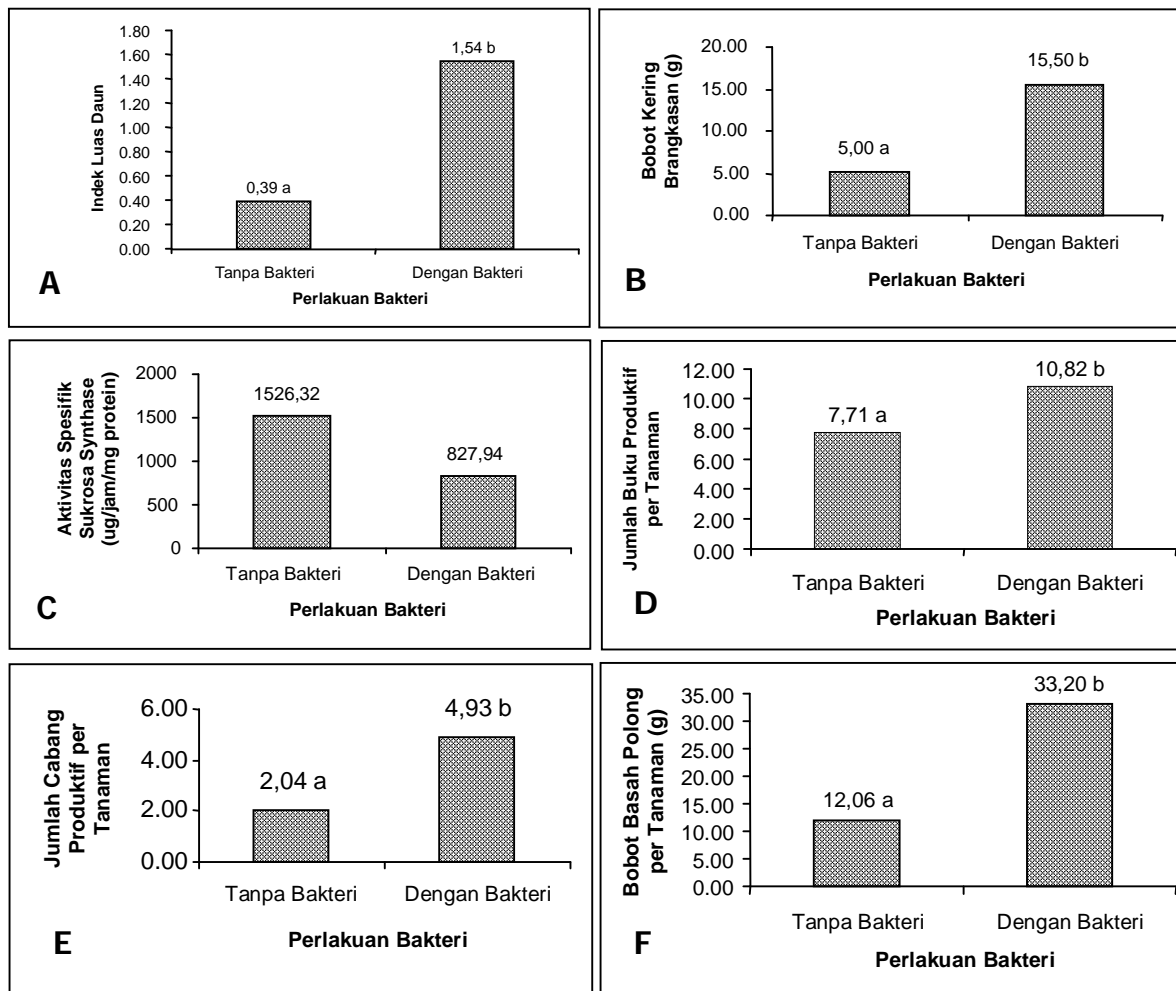 Indek Luas Daun
1.80
1.60
1.40
1.20
1.00
0.80
0.60
0.40
0.20
0.00
0,39 a
1,54 b
Tanpa Bakteri
Dengan Bakteri
Perlakuan Bakteri
A
Bobot Kering
Brangkasan (g)
20.00
15.00
10.00
5.00
0.00
5,00 a
15,50 b
Tanpa Bakteri
Dengan Bakteri
Perlakuan Bakteri
B
Aktivitas Spesifik
Sukrosa Synthase
(ug/jam/mg protein)
2000
1500
1000
500
0
1526,32
827,94
Tanpa Bakteri
Dengan Bakteri
Perlakuan Bakteri
C
Jumlah Buku Produktif
per Tanaman
12.00
10.00
8.00
6.00
4.00
2.00
0.00
7,71 a
10,82 b
Tanpa Bakteri
Dengan Bakteri
Perlakuan Bakteri
D
Jumlah Cabang
Produktif per
Tanaman
6.00
4.00
2.00
0.00
2,04 a
4,93 b
Tanpa Bakteri
Dengan Bakteri
Perlakuan Bakteri
E
Bobot Basah Polong
per Tanaman (g)
35.00
30.00
25.00
20.00
15.00
10.00
5.00
0.00
12,06 a
33,20 b
Tanpa Bakteri
Dengan Bakteri
Perlakuan Bakteri
F